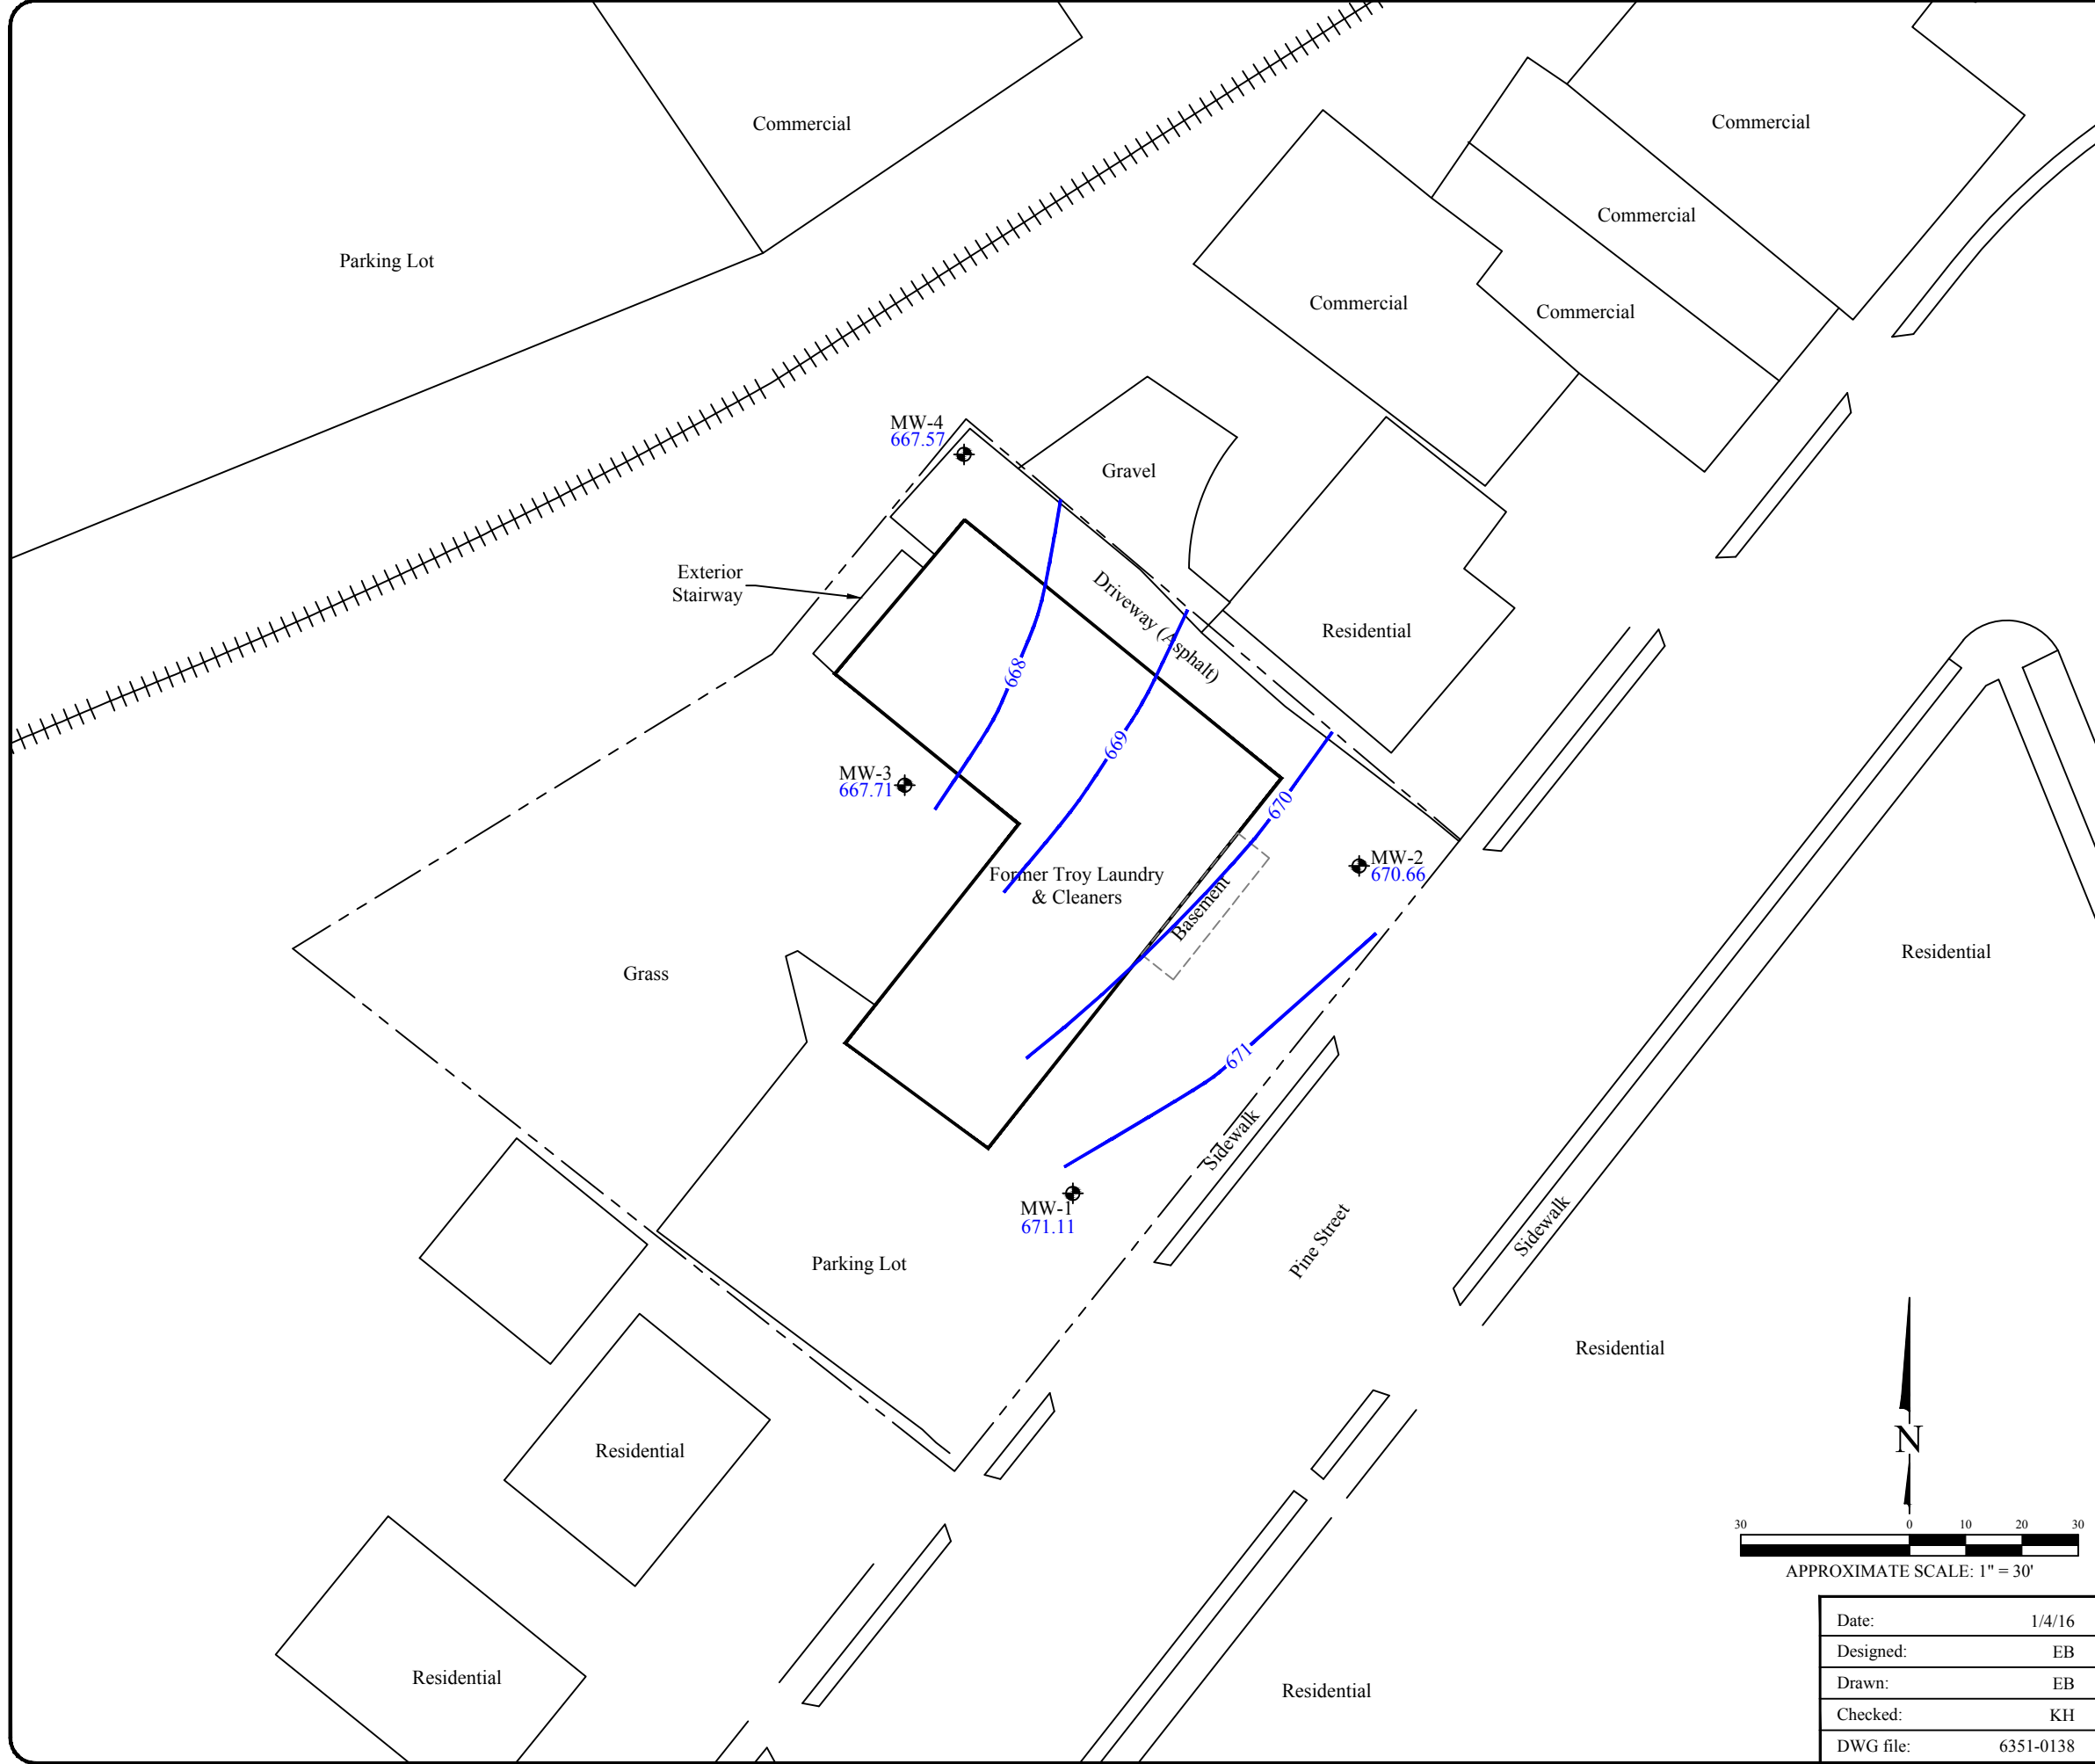 Commercial
Commercial
Commercial
Parking Lot
Commercial
Commercial
MW-4
667.57
Gravel
Exterior
Stairway
Driveway (Asphalt)
Residential
668
669
MW-3
667.71
670
MW-2
670.66
Former Troy Laundry
& Cleaners
Basement
Residential
Grass
671
Sidewalk
MW-1
671.11
Pine Street
Sidewalk
Parking Lot
Residential
Residential
N
30 0 10 20 30
APPROXIMATE SCALE: 1" = 30'
Residential
Residential
Date: 1/4/16
Designed: EB
Drawn: EB
Checked: KH
DWG file: 6351-0138